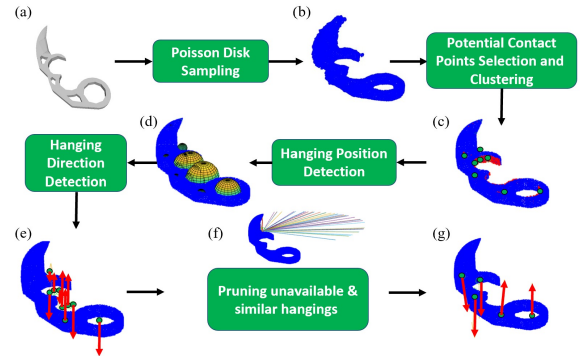 (a)
Poisson Disk
Sampling
(b)
Potential Contact
Points Selection and
Clustering
(c)
Hanging Position
Detection
(d)
Hanging
Direction
Detection
(e)
(f)
Pruning unavailable &
similar hangings
(g)